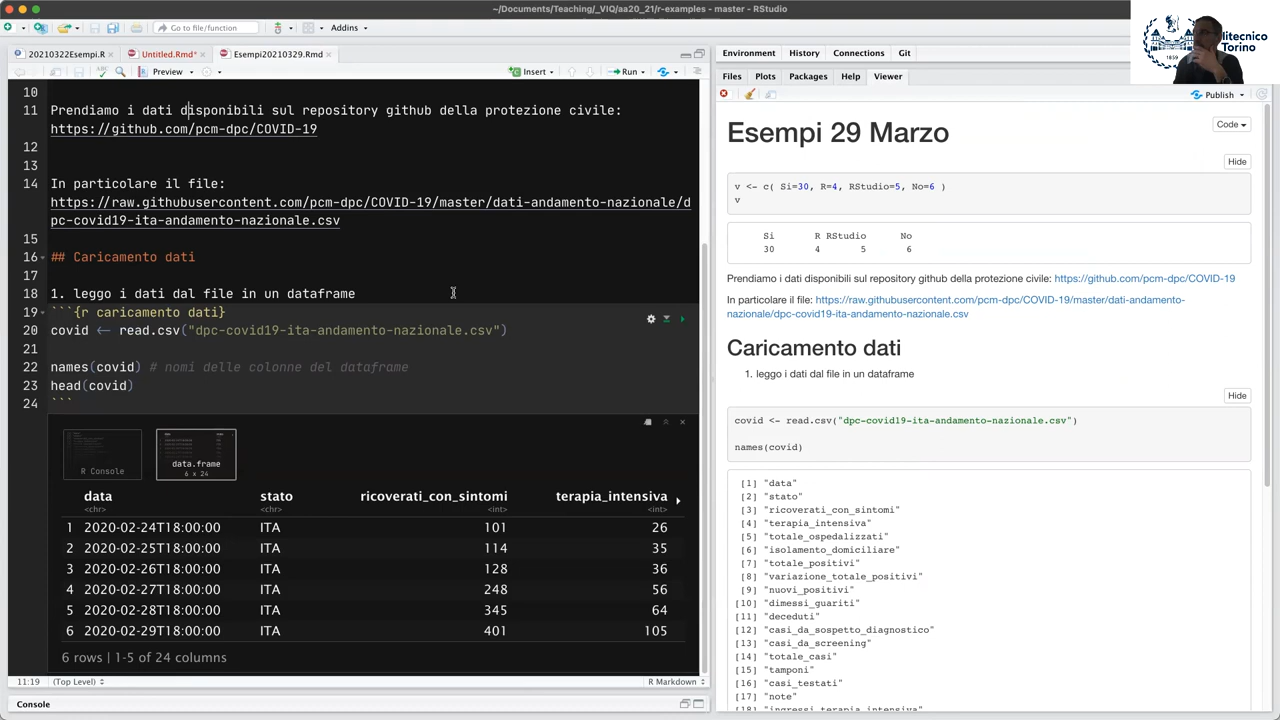 ~/Documents/Teaching/_VIQ/aa20_21/r-examples - master - RStudio
Go to file/function
Addins
20210322Esempi.R
Untitled.Rmd*
Esempi20210329.Rmd
Preview
Insert
Run
10
11 Prendiamo i dati disponibili sul repository github della protezione civile:
https://github.com/pcm-dpc/COVID-19
12
13
14 In particolare il file:
https://raw.githubusercontent.com/pcm-dpc/COVID-19/master/dati-andamento-nazionale/d
pc-covid19-ita-andamento-nazionale.csv
15
16 ## Caricamento dati
17
18 1. leggo i dati dal file in un dataframe
19 ```{r caricamento dati}
20 covid <- read.csv("dpc-covid19-ita-andamento-nazionale.csv")
21
22 names(covid) # nomi delle colonne del dataframe
23 head(covid)
24 ```
R Console
data.frame
6 x 24
data stato ricoverati_con_sintomi terapia_intensiva
<chr> <chr> <int> <int>
1 2020-02-24T18:00:00 ITA 101 26
2 2020-02-25T18:00:00 ITA 114 35
3 2020-02-26T18:00:00 ITA 128 36
4 2020-02-27T18:00:00 ITA 248 56
5 2020-02-28T18:00:00 ITA 345 64
6 2020-02-29T18:00:00 ITA 401 105
6 rows | 1-5 of 24 columns
11:19 (Top Level) R Markdown
Console
Environment History Connections Git
Files Plots Packages Help Viewer
Publish
litecnico
Torino
1859
Esempi 29 Marzo
Code
Hide
v <- c( Si=30, R=4, RStudio=5, No=6 )
v
Si R RStudio No
30 4 5 6
Prendiamo i dati disponibili sul repository github della protezione civile: https://github.com/pcm-dpc/COVID-19
In particolare il file: https://raw.githubusercontent.com/pcm-dpc/COVID-19/master/dati-andamento-
nazionale/dpc-covid19-ita-andamento-nazionale.csv
Caricamento dati
1. leggo i dati dal file in un dataframe
Hide
covid <- read.csv("dpc-covid19-ita-andamento-nazionale.csv")
names(covid)
[1] "data"
[2] "stato"
[3] "ricoverati_con_sintomi"
[4] "terapia_intensiva"
[5] "totale_ospedalizzati"
[6] "isolamento_domiciliare"
[7] "totale_positivi"
[8] "variazione_totale_positivi"
[9] "nuovi_positivi"
[10] "dimessi_guariti"
[11] "deceduti"
[12] "casi_da_sospetto_diagnostico"
[13] "casi_da_screening"
[14] "totale_casi"
[15] "tamponi"
[16] "casi_testati"
[17] "note"
[18] "ingressi_terapia_intensiva"